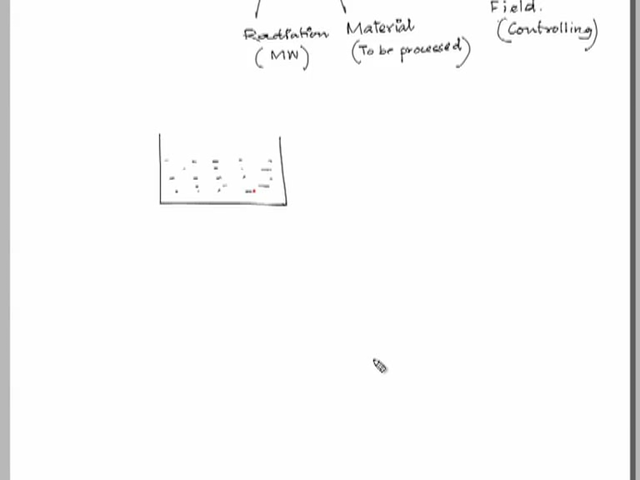 Field.
Radiation Material (Controlling)
(MW) (To be processed)